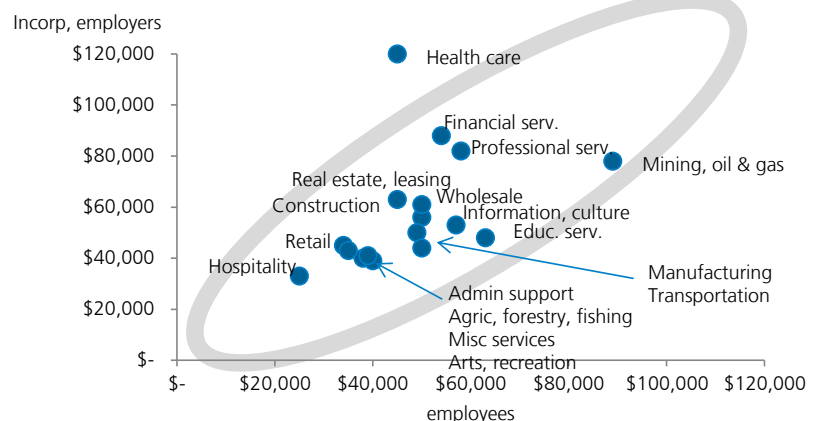 Incorp, employers
$120,000
Health care
$100,000
Financial serv.
$80,000
Professional serv.
Mining, oil & gas
Real estate, leasing
$60,000
Wholesale
Construction
Information, culture
Educ. serv.
Retail
$40,000
Hospitality
Manufacturing
Transportation
$20,000
Admin support
Agric, forestry, fishing
Misc services
Arts, recreation
$-
$- $20,000 $40,000 $60,000 $80,000 $100,000 $120,000
employees